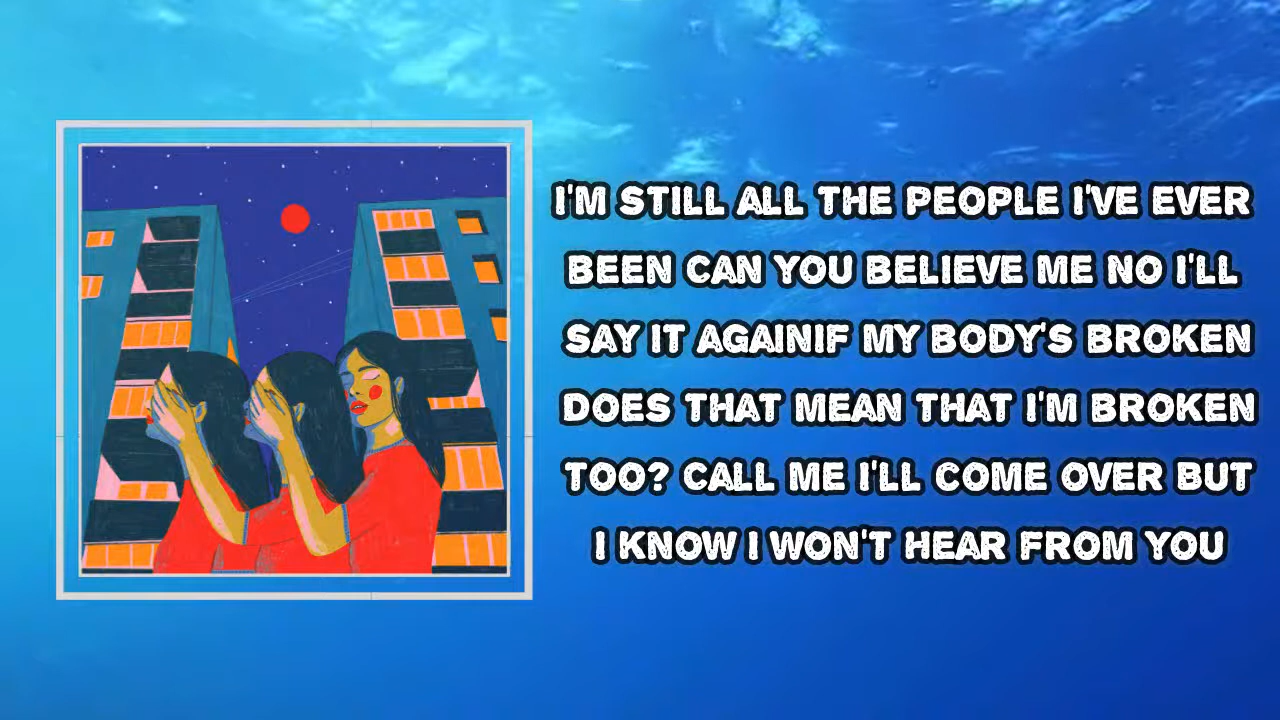 I'M STILL ALL THE PEOPLE I'VE EVER
BEEN CAN YOU BELIEVE ME NO I'LL
SAY IT AGAINIF MY BODY'S BROKEN
DOES THAT MEAN THAT I'M BROKEN
TOO? CALL ME I'LL COME OVER BUT
I KNOW I WON'T HEAR FROM YOU